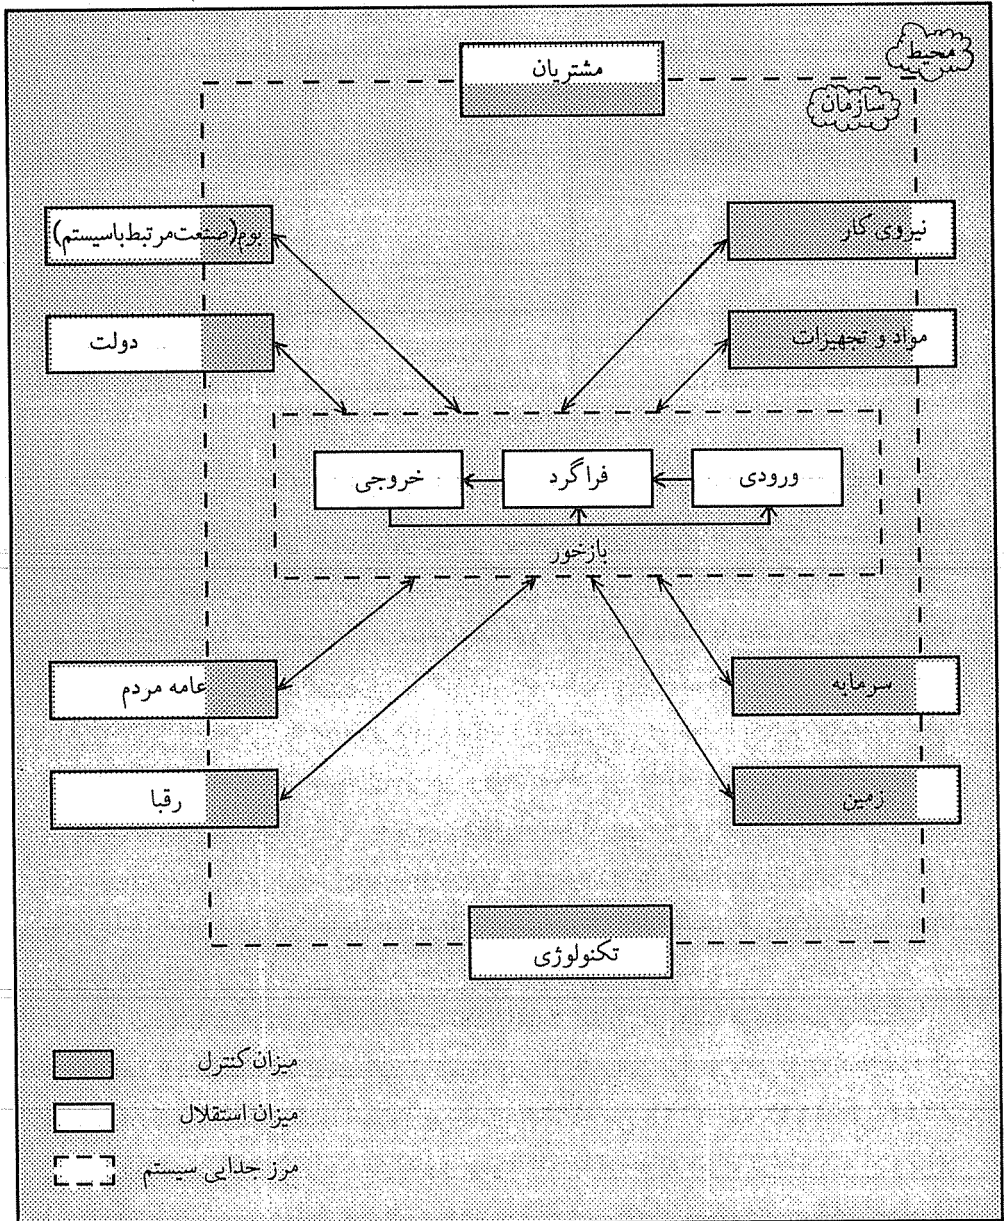 محیط
مشتریان
سازمان
نیروی کار
بوم(صنعت مرتبط باسیستم)
مواد و تجهیزات
دولت
ورودی
فراگرد
خروجی
بازخور
سرمایه
عامه مردم
زمین
رقبا
تکنولوژی
میزان کنترل
میزان استقلال
مرز جدایی سیستم